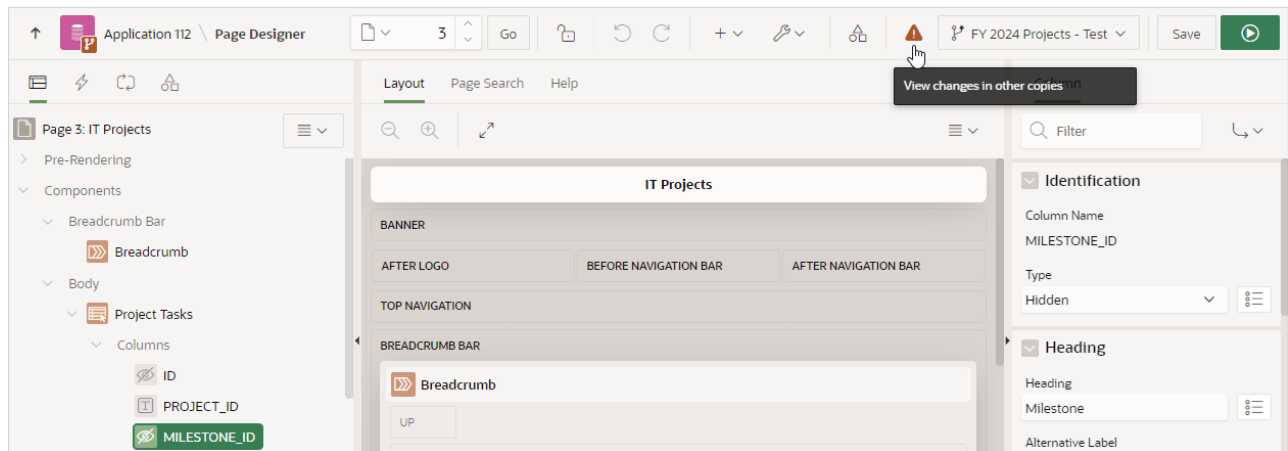 Application 112 \ Page Designer
3
Go
FY 2024 Projects - Test
Save
View changes in other copies
Layout
Page Search
Help
Page 3: IT Projects
Pre-Rendering
Components
Breadcrumb Bar
Breadcrumb
Body
Project Tasks
Columns
ID
PROJECT_ID
MILESTONE_ID
IT Projects
BANNER
AFTER LOGO
BEFORE NAVIGATION BAR
AFTER NAVIGATION BAR
TOP NAVIGATION
BREADCRUMB BAR
Breadcrumb
UP
Filter
Identification
Column Name
MILESTONE_ID
Type
Hidden
Heading
Heading
Milestone
Alternative Label